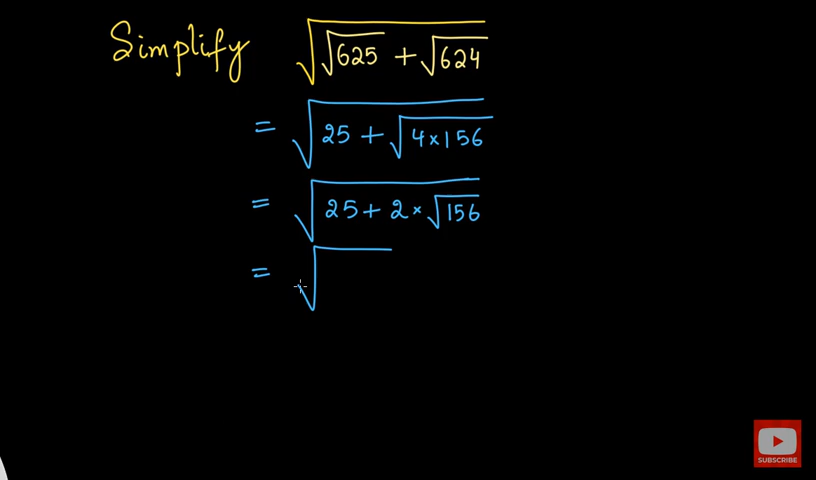 Simplify √(√625 + √624)
= √(25 + √(4×156))
= √(25 + 2×√156)
= √
SUBSCRIBE